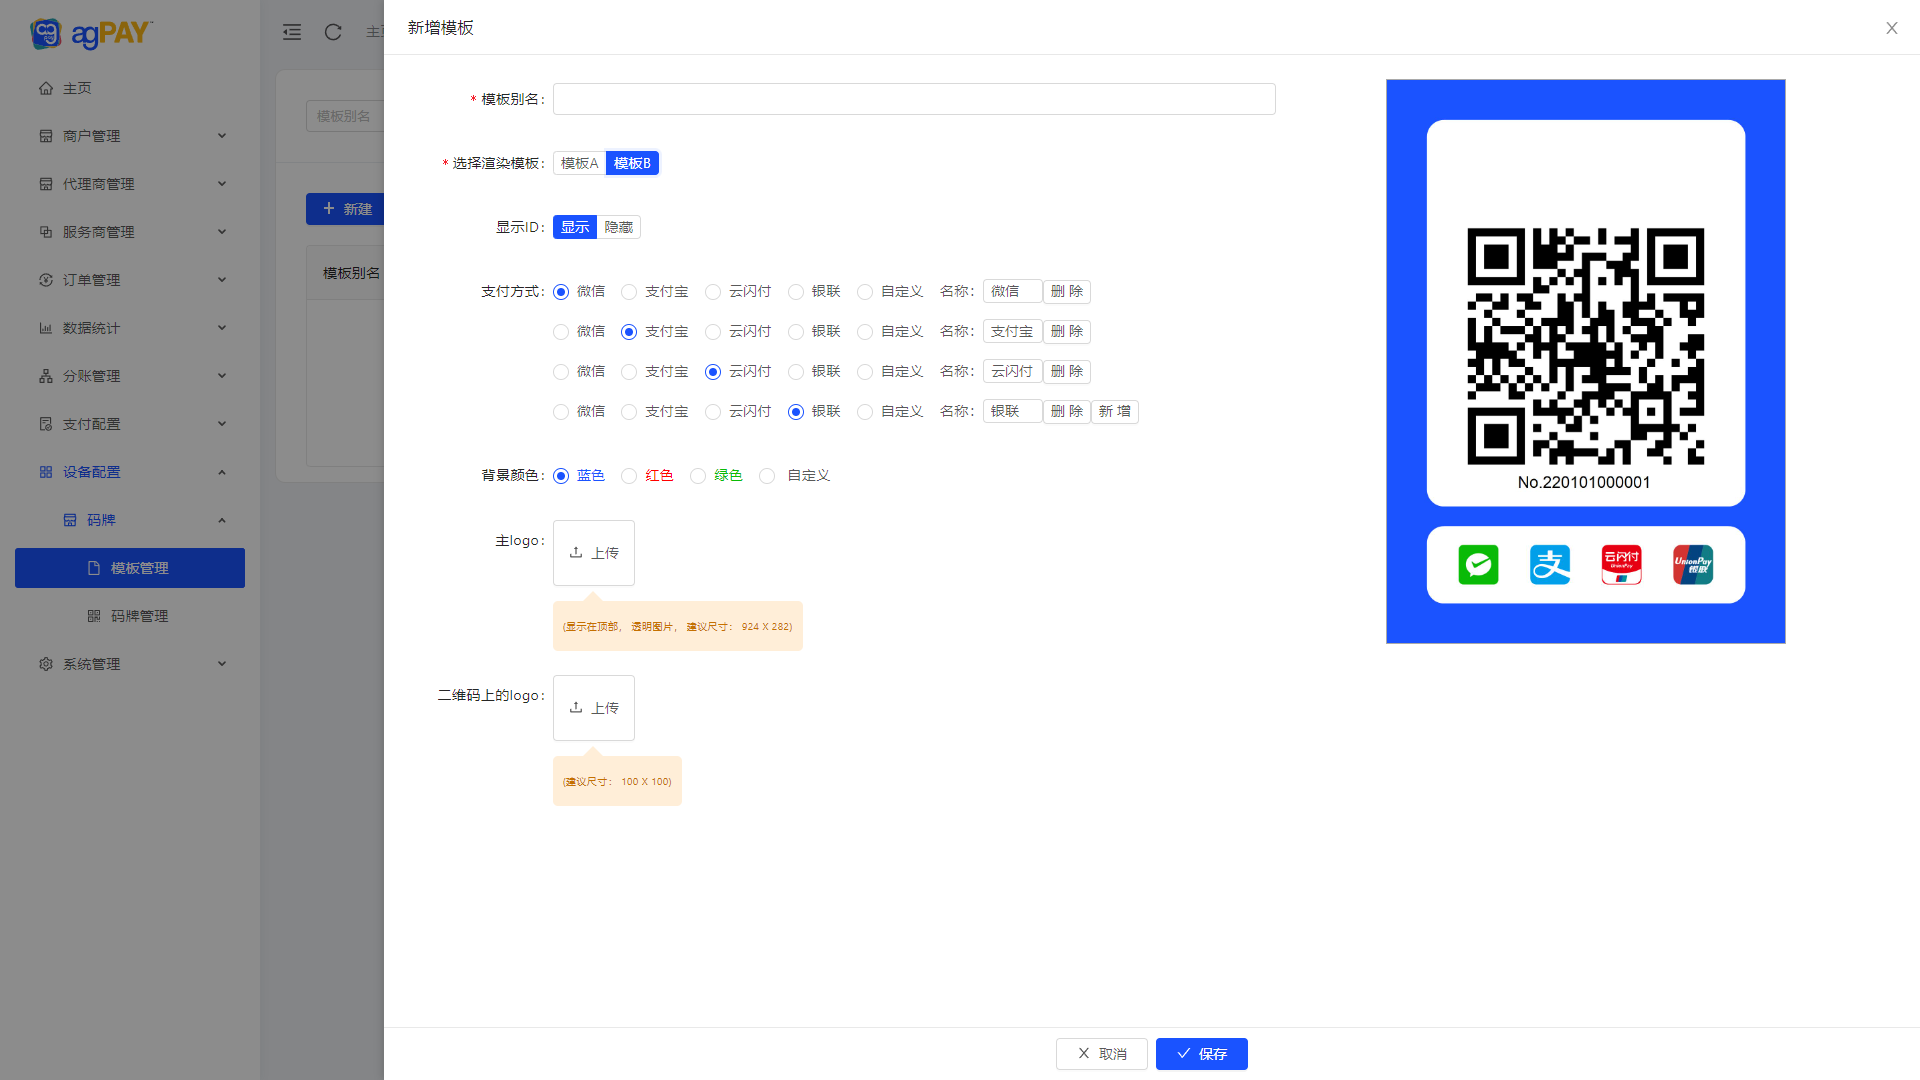 agPAY
主页
商户管理
代理商管理
服务商管理
订单管理
数据统计
分账管理
支付配置
设备配置
码牌
模板管理
码牌管理
系统管理
模板别名
+ 新建
模板别名
新增模板
* 模板别名:
* 选择渲染模板: 模板A 模板B
显示ID: 显示 隐藏
支付方式: 微信 支付宝 云闪付 银联 自定义 名称: 微信 删 除
微信 支付宝 云闪付 银联 自定义 名称: 支付宝 删 除
微信 支付宝 云闪付 银联 自定义 名称: 云闪付 删 除
微信 支付宝 云闪付 银联 自定义 名称: 银联 删 除 新 增
背景颜色: 蓝色 红色 绿色 自定义
主logo: 上传
(显示在顶部， 透明图片， 建议尺寸： 924 X 282)
二维码上的logo: 上传
(建议尺寸： 100 X 100)
No.220101000001
支
云闪付
UnionPay
UnionPay
银联
取消 保存